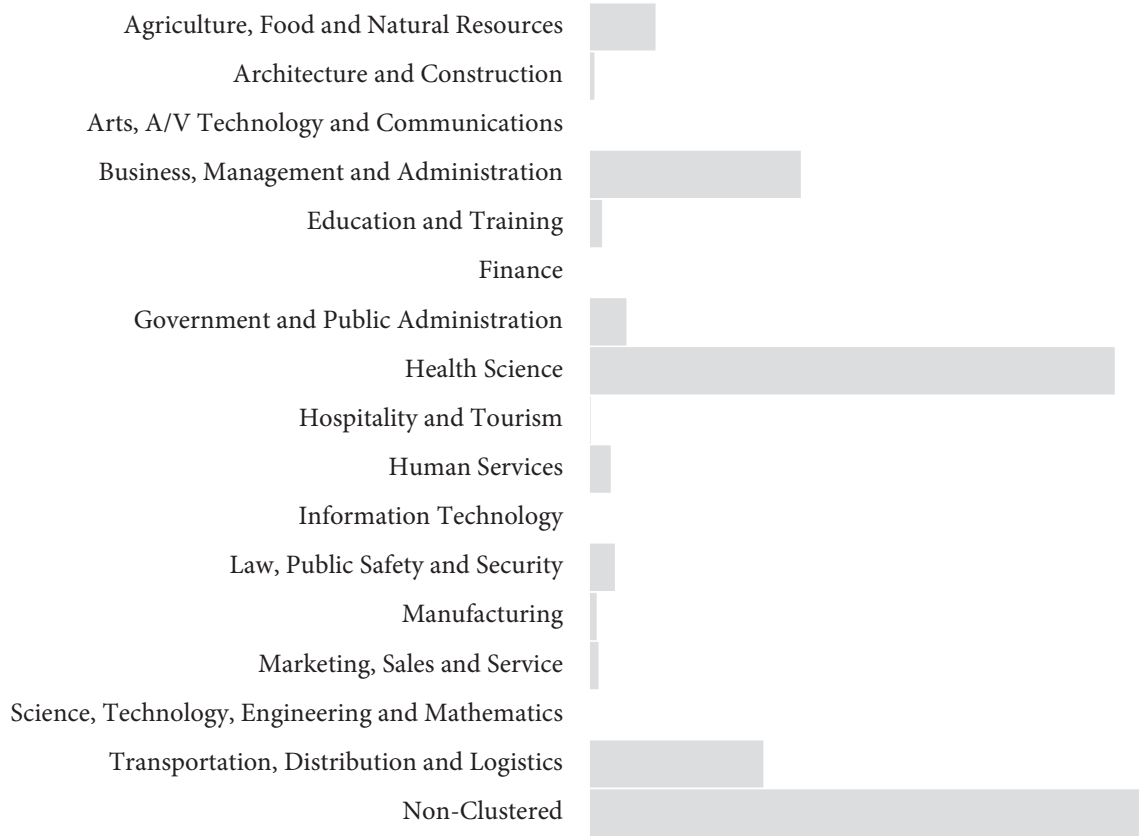 Agriculture, Food and Natural Resources
Architecture and Construction
Arts, A/V Technology and Communications
Business, Management and Administration
Education and Training
Finance
Government and Public Administration
Health Science
Hospitality and Tourism
Human Services
Information Technology
Law, Public Safety and Security
Manufacturing
Marketing, Sales and Service
Science, Technology, Engineering and Mathematics
Transportation, Distribution and Logistics
Non-Clustered